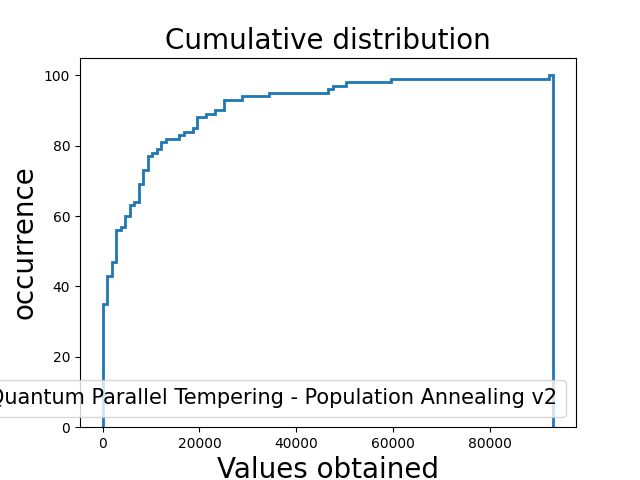 Cumulative distribution
occurrence
100
80
60
40
20
0
Quantum Parallel Tempering - Population Annealing v2
0 20000 40000 60000 80000
Values obtained